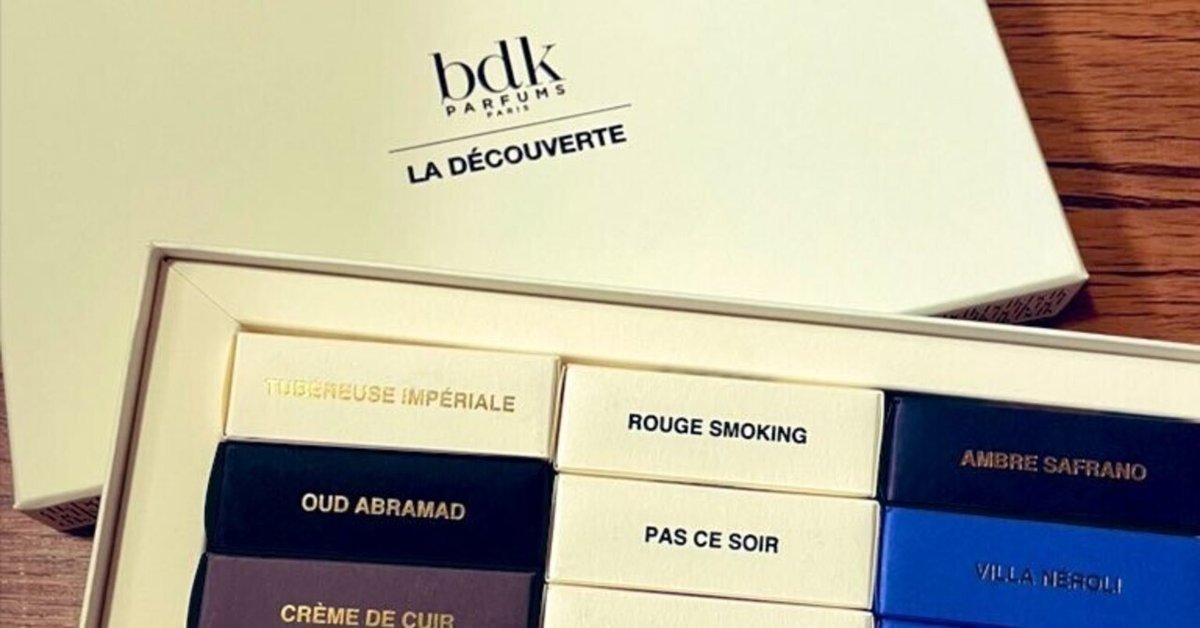 bdk
PARFUMS
PARIS
LA DÉCOUVERTE
TUBÉREUSE IMPÉRIALE
OUD ABRAMAD
CRÈME DE CUIR
ROUGE SMOKING
PAS CE SOIR
AMBRE SAFRANO
VILLA NÉROLI